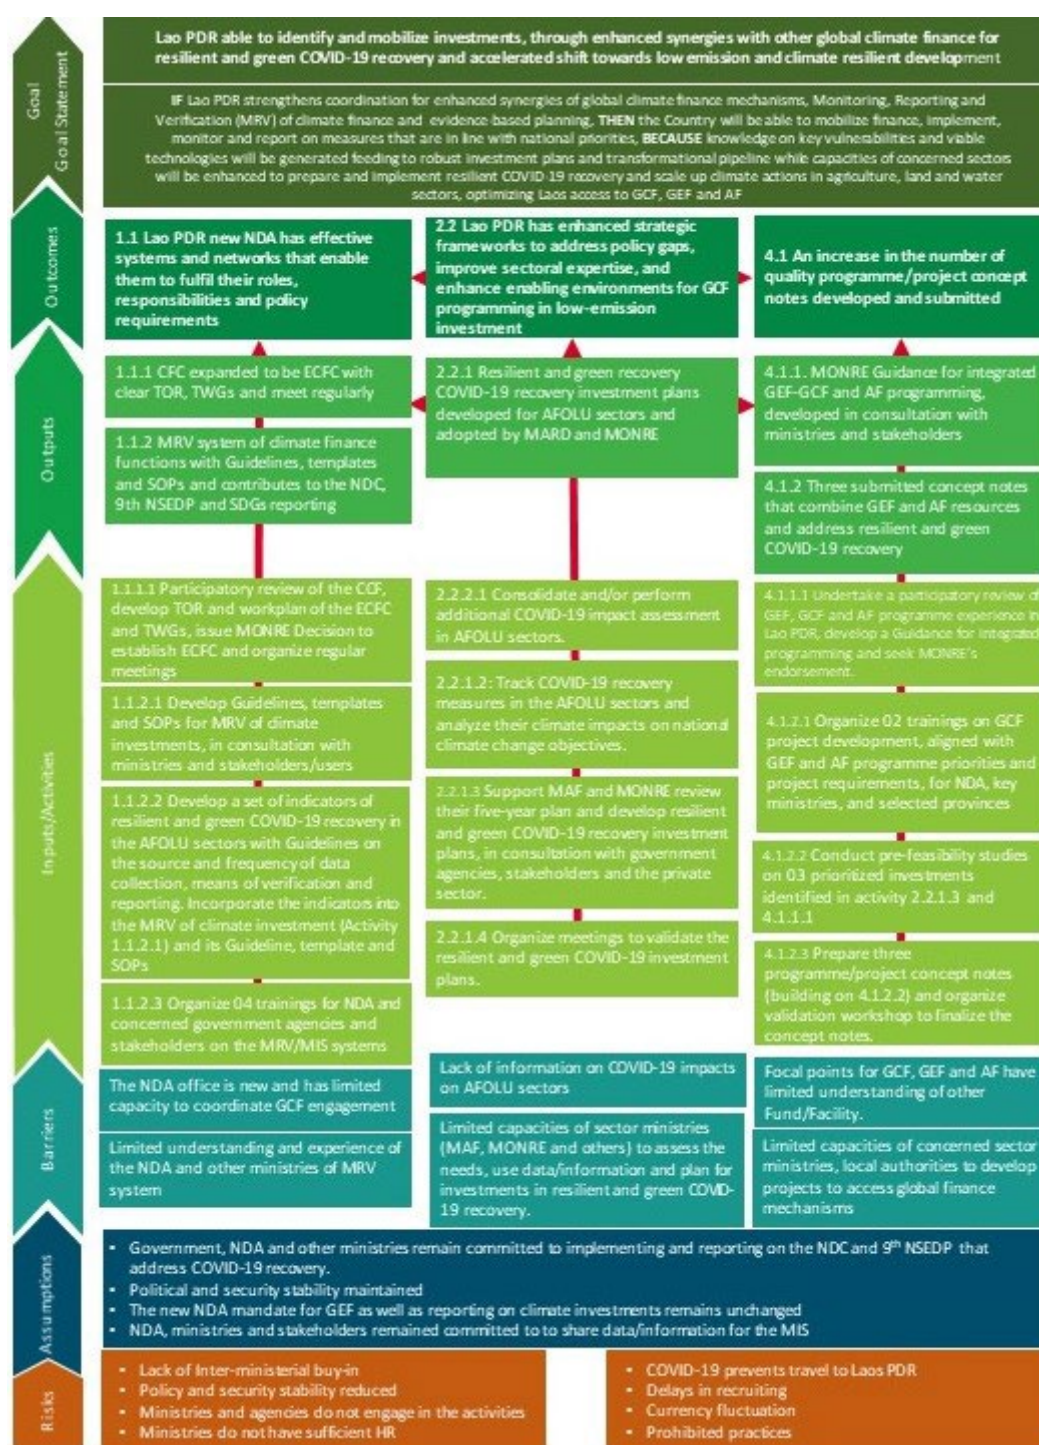 Goal
Goal Statement
Lao PDR able to identify and mobilize investments, through enhanced synergies with other global climate finance for
resilient and green COVID-19 recovery and accelerated shift towards low emission and climate resilient development
IF Lao PDR strengthens coordination for enhanced synergies of global climate finance mechanisms, Monitoring, Reporting and
Verification (MRV) of climate finance and evidence based planning, THEN the Country will be able to mobilize finance, implement,
monitor and report on measures that are in line with national priorities, BECAUSE knowledge on key vulnerabilities and viable
technologies will be generated feeding to robust investment plans and transformational pipeline while capacities of concerned sectors
will be enhanced to prepare and implement resilient COVID 19 recovery and scale up climate actions in agriculture, land and water
sectors, optimizing Laos access to GCF, GEF and AF
Outcomes
1.1 Lao PDR new NDA has effective
systems and networks that enable
them to fulfil their roles,
responsibilities and policy
requirements
2.2 Lao PDR has enhanced strategic
frameworks to address policy gaps,
improve sectoral expertise, and
enhance enabling environments for GCF
programming in low-emission
investment
4.1 An increase in the number of
quality programme/project concept
notes developed and submitted
Outputs
1.1.1 CFC expanded to be ECFC with
clear TOR, TWGs and meet regularly
1.1.2 MRV system of climate finance
functions with Guidelines, templates
and SOPs and contributes to the NDC,
9th NSEDP and SDGs reporting
2.2.1 Resilient and green recovery
COVID-19 recovery investment plans
developed for AFOLU sectors and
adopted by MARD and MONRE
4.1.1. MONRE Guidance for integrated
GEF-GCF and AF programming,
developed in consultation with
ministries and stakeholders
4.1.2 Three submitted concept notes
that combine GEF and AF resources
and address resilient and green
COVID-19 recovery
Inputs/Activities
1.1.1.1 Participatory review of the CCF,
develop TOR and workplan of the ECFC
and TWGs, issue MONRE Decision to
establish ECFC and organize regular
meetings
1.1.2.1 Develop Guidelines, templates
and SOPs for MRV of climate
investments, in consultation with
ministries and stakeholders/users
1.1.2.2 Develop a set of indicators of
resilient and green COVID-19 recovery in
the AFOLU sectors with Guidelines on
the source and frequency of data
collection, means of verification and
reporting. Incorporate the indicators into
the MRV of climate investment (Activity
1.1.2.1) and its Guideline, template and
SOPs
1.1.2.3 Organize 04 trainings for NDA and
concerned government agencies and
stakeholders on the MRV/MIS systems
2.2.2.1 Consolidate and/or perform
additional COVID-19 impact assessment
in AFOLU sectors.
2.2.1.2: Track COVID-19 recovery
measures in the AFOLU sectors and
analyze their climate impacts on national
climate change objectives.
2.2.1.3 Support MAF and MONRE review
their five-year plan and develop resilient
and green COVID-19 recovery investment
plans, in consultation with government
agencies, stakeholders and the private
sector.
2.2.1.4 Organize meetings to validate the
resilient and green COVID-19 investment
plans.
4.1.1.1 Undertake a participatory review of
GEF, GCF and AF programme experience in
Lao PDR, develop a Guidance for integrated
programming and seek MONRE's
endorsement.
4.1.2.1 Organize 02 trainings on GCF
project development, aligned with
GEF and AF programme priorities and
project requirements, for NDA, key
ministries, and selected provinces
4.1.2.2 Conduct pre-feasibility studies
on 03 prioritized investments
identified in activity 2.2.1.3 and
4.1.1.1
4.1.2.3 Prepare three
programme/project concept notes
(building on 4.1.2.2) and organize
validation workshop to finalize the
concept notes.
Barriers
The NDA office is new and has limited
capacity to coordinate GCF engagement
Limited understanding and experience of
the NDA and other ministries of MRV
system
Lack of information on COVID-19 impacts
on AFOLU sectors
Limited capacities of sector ministries
(MAF, MONRE and others) to assess the
needs, use data/information and plan for
investments in resilient and green COVID-
19 recovery.
Focal points for GCF, GEF and AF have
limited understanding of other
Fund/Facility.
Limited capacities of concerned sector
ministries, local authorities to develop
projects to access global finance
mechanisms
Assumptions
• Government, NDA and other ministries remain committed to implementing and reporting on the NDC and 9th NSEDP that
address COVID-19 recovery.
• Political and security stability maintained
• The new NDA mandate for GEF as well as reporting on climate investments remains unchanged
• NDA, ministries and stakeholders remained committed to to share data/information for the MIS
Risks
• Lack of Inter-ministerial buy-in
• Policy and security stability reduced
• Ministries and agencies do not engage in the activities
• Ministries do not have sufficient HR
• COVID-19 prevents travel to Laos PDR
• Delays in recruiting
• Currency fluctuation
• Prohibited practices